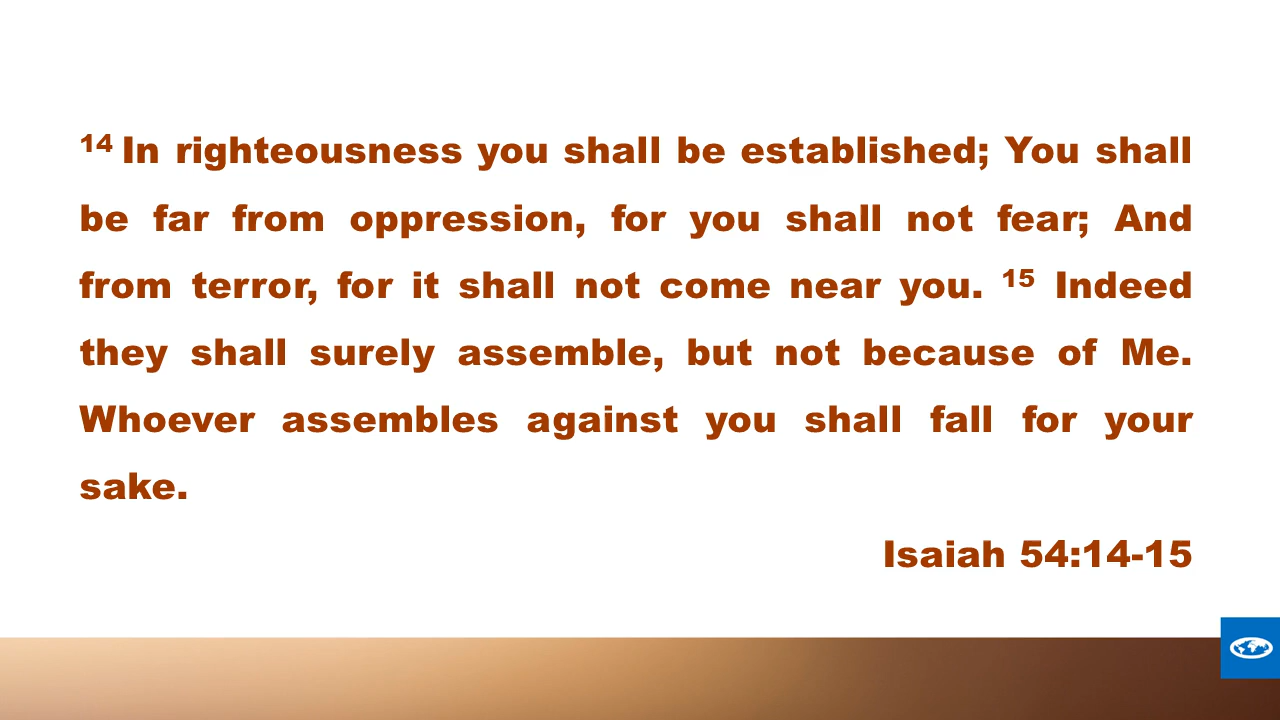 14 In righteousness you shall be established; You shall
be far from oppression, for you shall not fear; And
from terror, for it shall not come near you. 15 Indeed
they shall surely assemble, but not because of Me.
Whoever assembles against you shall fall for your
sake.
Isaiah 54:14-15